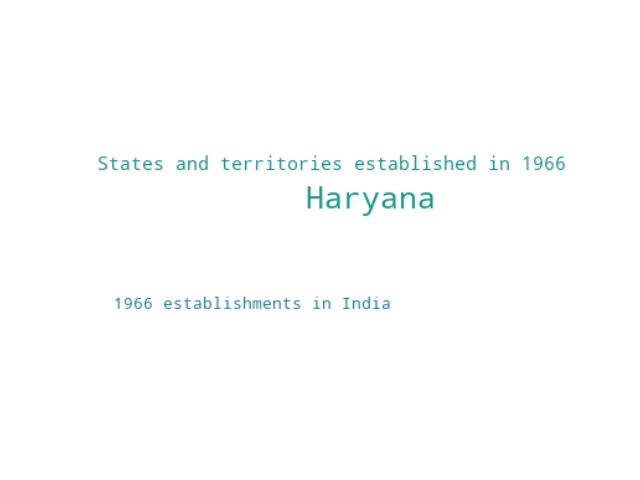 States and territories established in 1966
Haryana
1966 establishments in India